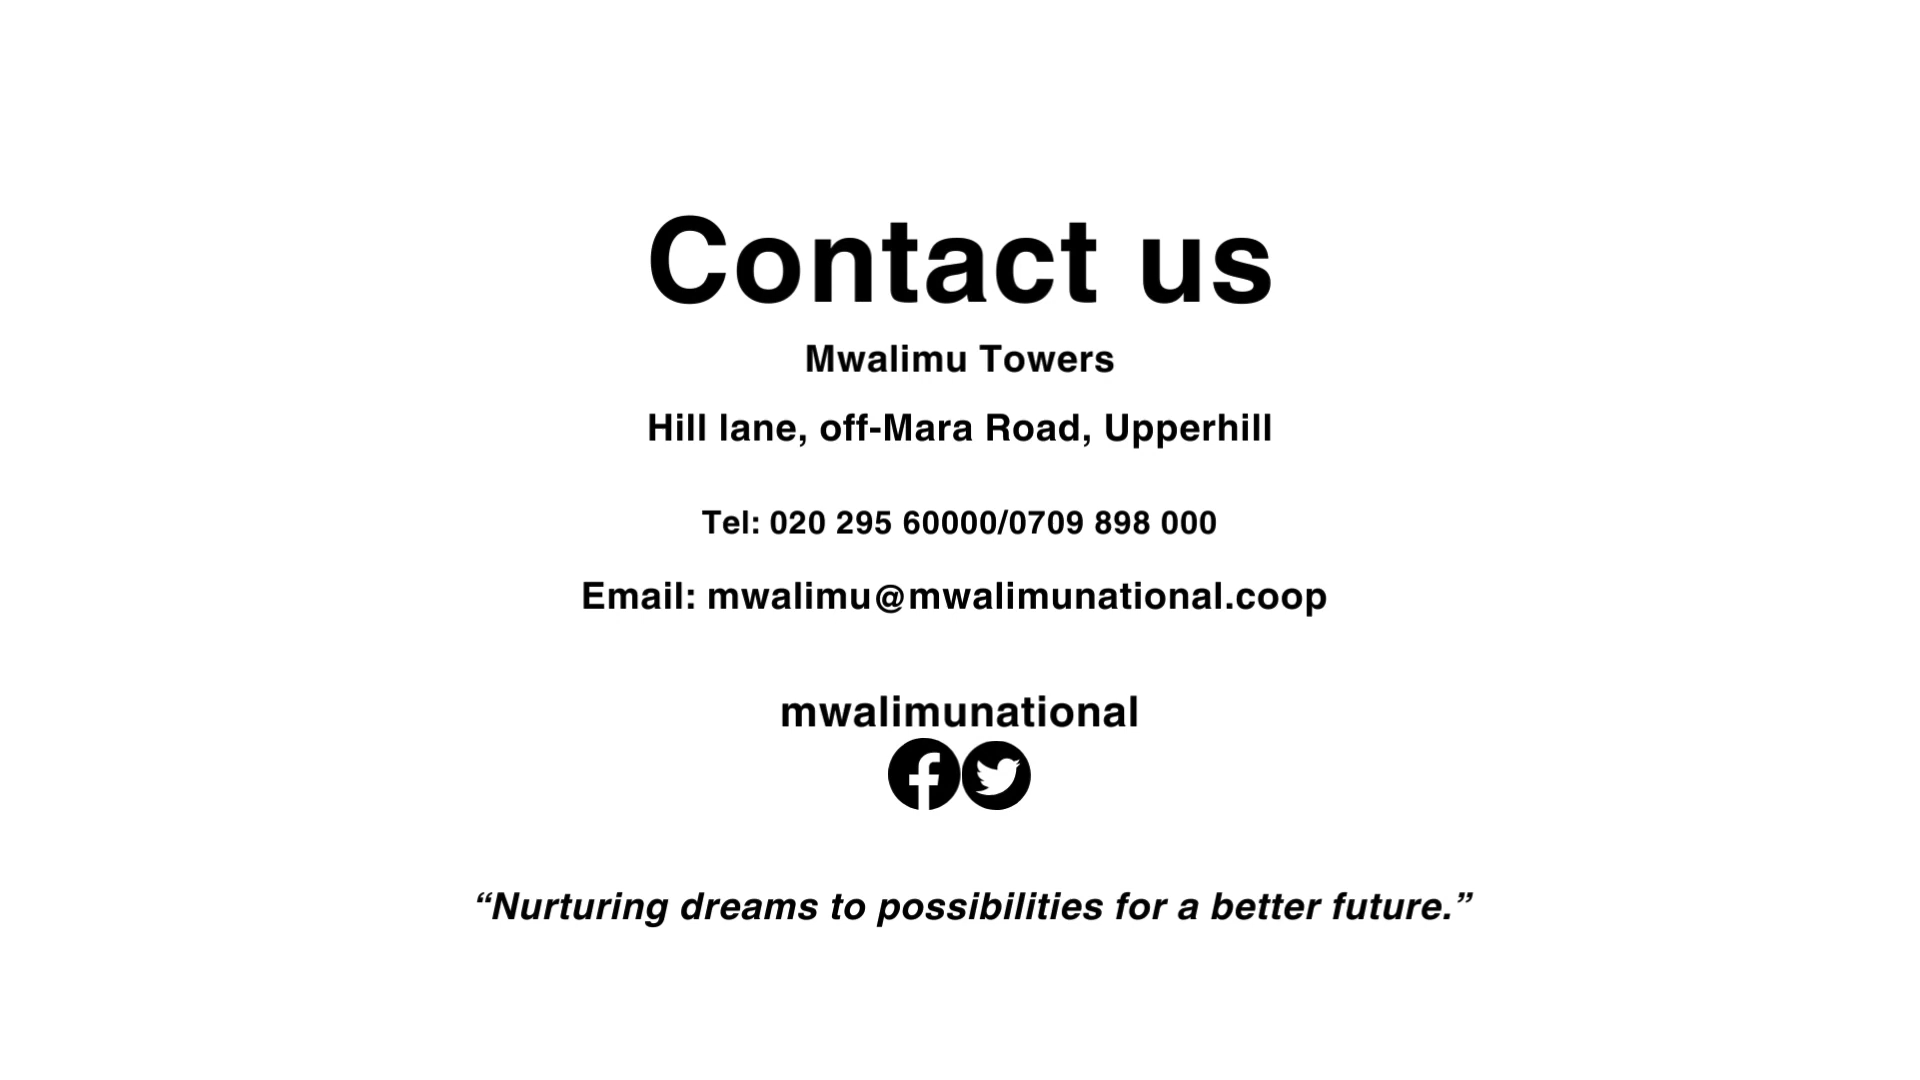 Contact us
Mwalimu Towers
Hill lane, off-Mara Road, Upperhill
Tel: 020 295 60000/0709 898 000
Email: mwalimu@mwalimunational.coop
mwalimunational
“Nurturing dreams to possibilities for a better future.”